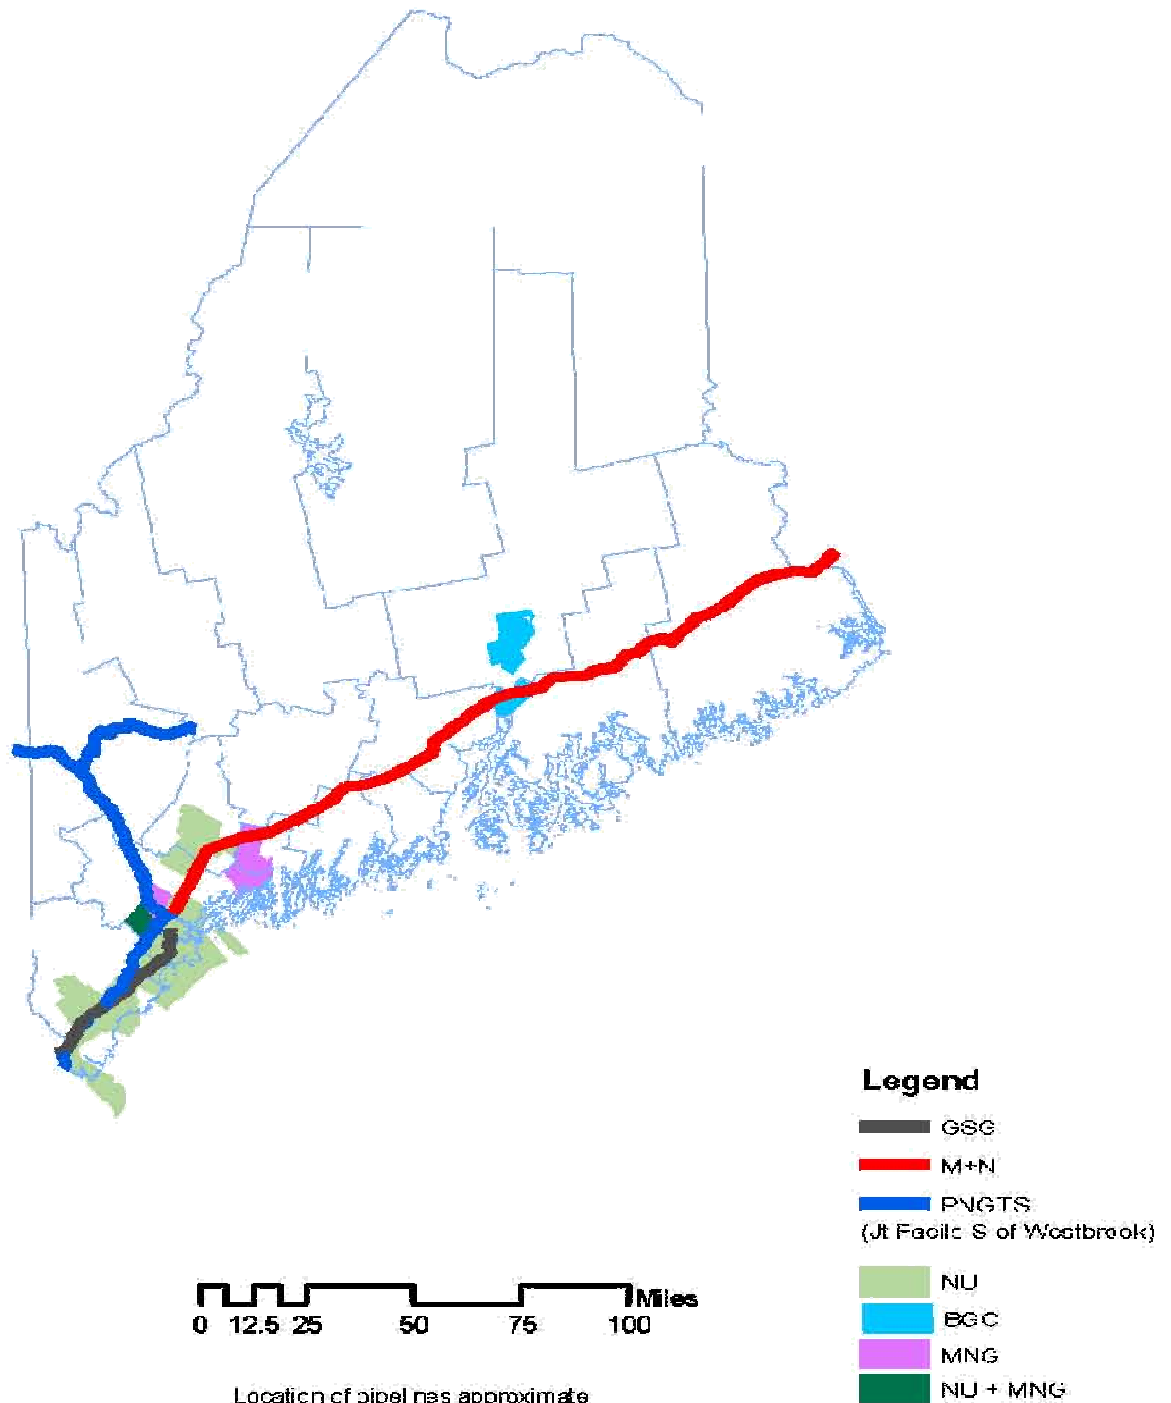 Legend
GSG
M+N
PNGTS
(Jt Facilc S of Westbrook)
NU
BGC
MNG
NU + MNG
Miles
0 12.5 25 50 75 100
Location of pipelines approximate